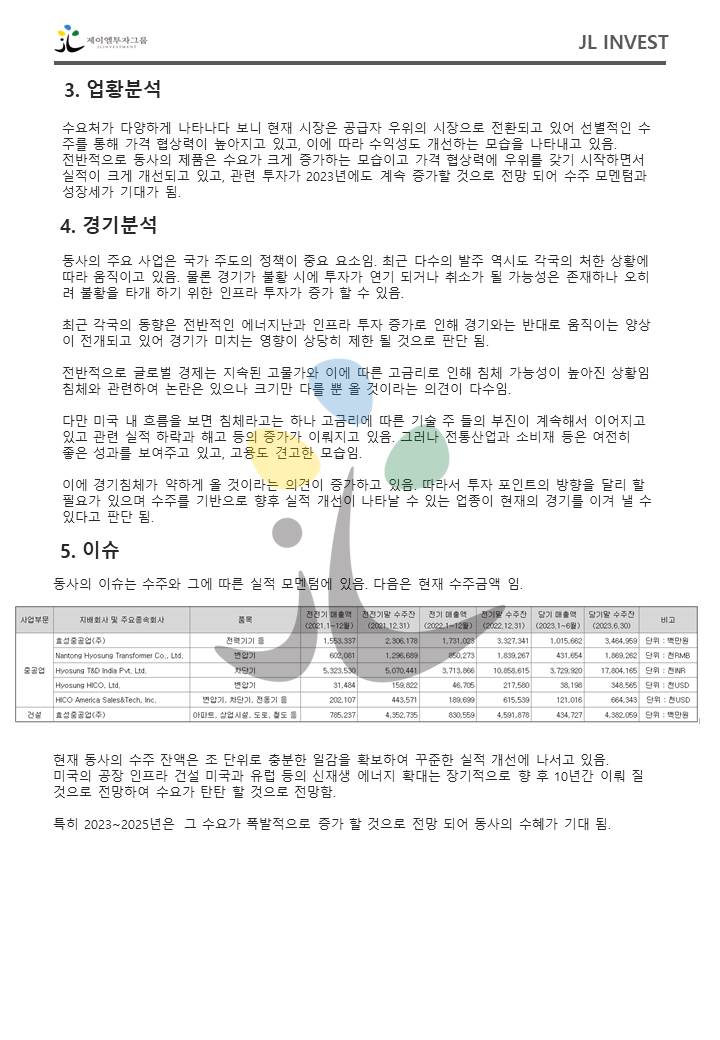 제이엘투자그룹
JL INVESTMENT
JL INVEST
3. 업황분석
수요처가 다양하게 나타나다 보니 현재 시장은 공급자 우위의 시장으로 전환되고 있어 선별적인 수
주를 통해 가격 협상력이 높아지고 있고, 이에 따라 수익성도 개선하는 모습을 나타내고 있음.
전반적으로 동사의 제품은 수요가 크게 증가하는 모습이고 가격 협상력에 우위를 갖기 시작하면서
실적이 크게 개선되고 있고, 관련 투자가 2023년에도 계속 증가할 것으로 전망 되어 수주 모멘텀과
성장세가 기대가 됨.
4. 경기분석
동사의 주요 사업은 국가 주도의 정책이 중요 요소임. 최근 다수의 발주 역시도 각국의 처한 상황에
따라 움직이고 있음. 물론 경기가 불황 시에 투자가 연기 되거나 취소가 될 가능성은 존재하나 오히
려 불황을 타개 하기 위한 인프라 투자가 증가 할 수 있음.
최근 각국의 동향은 전반적인 에너지난과 인프라 투자 증가로 인해 경기와는 반대로 움직이는 양상
이 전개되고 있어 경기가 미치는 영향이 상당히 제한 될 것으로 판단 됨.
전반적으로 글로벌 경제는 지속된 고물가와 이에 따른 고금리로 인해 침체 가능성이 높아진 상황임
침체와 관련하여 논란은 있으나 크기만 다를 뿐 올 것이라는 의견이 다수임.
다만 미국 내 흐름을 보면 침체라고는 하나 고금리에 따른 기술 주 들의 부진이 계속해서 이어지고
있고 관련 실적 하락과 해고 등의 증가가 이뤄지고 있음. 그러나 전통산업과 소비재 등은 여전히
좋은 성과를 보여주고 있고, 고용도 견고한 모습임.
이에 경기침체가 약하게 올 것이라는 의견이 증가하고 있음. 따라서 투자 포인트의 방향을 달리 할
필요가 있으며 수주를 기반으로 향후 실적 개선이 나타날 수 있는 업종이 현재의 경기를 이겨 낼 수
있다고 판단 됨.
5. 이슈
동사의 이슈는 수주와 그에 따른 실적 모멘텀에 있음. 다음은 현재 수주금액 임.
사업부문 지배회사 및 주요종속회사 품목 전전기 매출액 전전기말 수주잔 전기 매출액 전기말 수주잔 당기 매출액 당기말 수주잔 비고
(2021.1~12월) (2021.12.31) (2022.1~12월) (2022.12.31) (2023.1~6월) (2023.6.30)
중공업 효성중공업(주) 전력기기 등 1,553,337 2,306,178 1,731,023 3,327,341 1,015,662 3,464,959 단위 : 백만원
Nantong Hyosung Transformer Co., Ltd. 변압기 602,081 1,296,689 850,273 1,839,267 431,654 1,869,262 단위 : 천RMB
Hyosung T&D India Pvt. Ltd. 차단기 5,323,530 5,070,441 3,713,866 10,858,615 3,729,920 17,804,165 단위 : 천INR
Hyosung HICO, Ltd. 변압기 31,484 159,822 46,705 217,580 38,198 348,565 단위 : 천USD
HICO America Sales&Tech, Inc. 변압기, 차단기, 전동기 등 202,107 443,571 189,699 615,539 121,016 664,343 단위 : 천USD
건설 효성중공업(주) 아파트, 상업시설, 도로, 철도 등 785,237 4,352,735 830,559 4,591,878 434,727 4,382,059 단위 : 백만원
현재 동사의 수주 잔액은 조 단위로 충분한 일감을 확보하여 꾸준한 실적 개선에 나서고 있음.
미국의 공장 인프라 건설 미국과 유럽 등의 신재생 에너지 확대는 장기적으로 향 후 10년간 이뤄 질
것으로 전망하여 수요가 탄탄 할 것으로 전망함.
특히 2023~2025년은 그 수요가 폭발적으로 증가 할 것으로 전망 되어 동사의 수혜가 기대 됨.